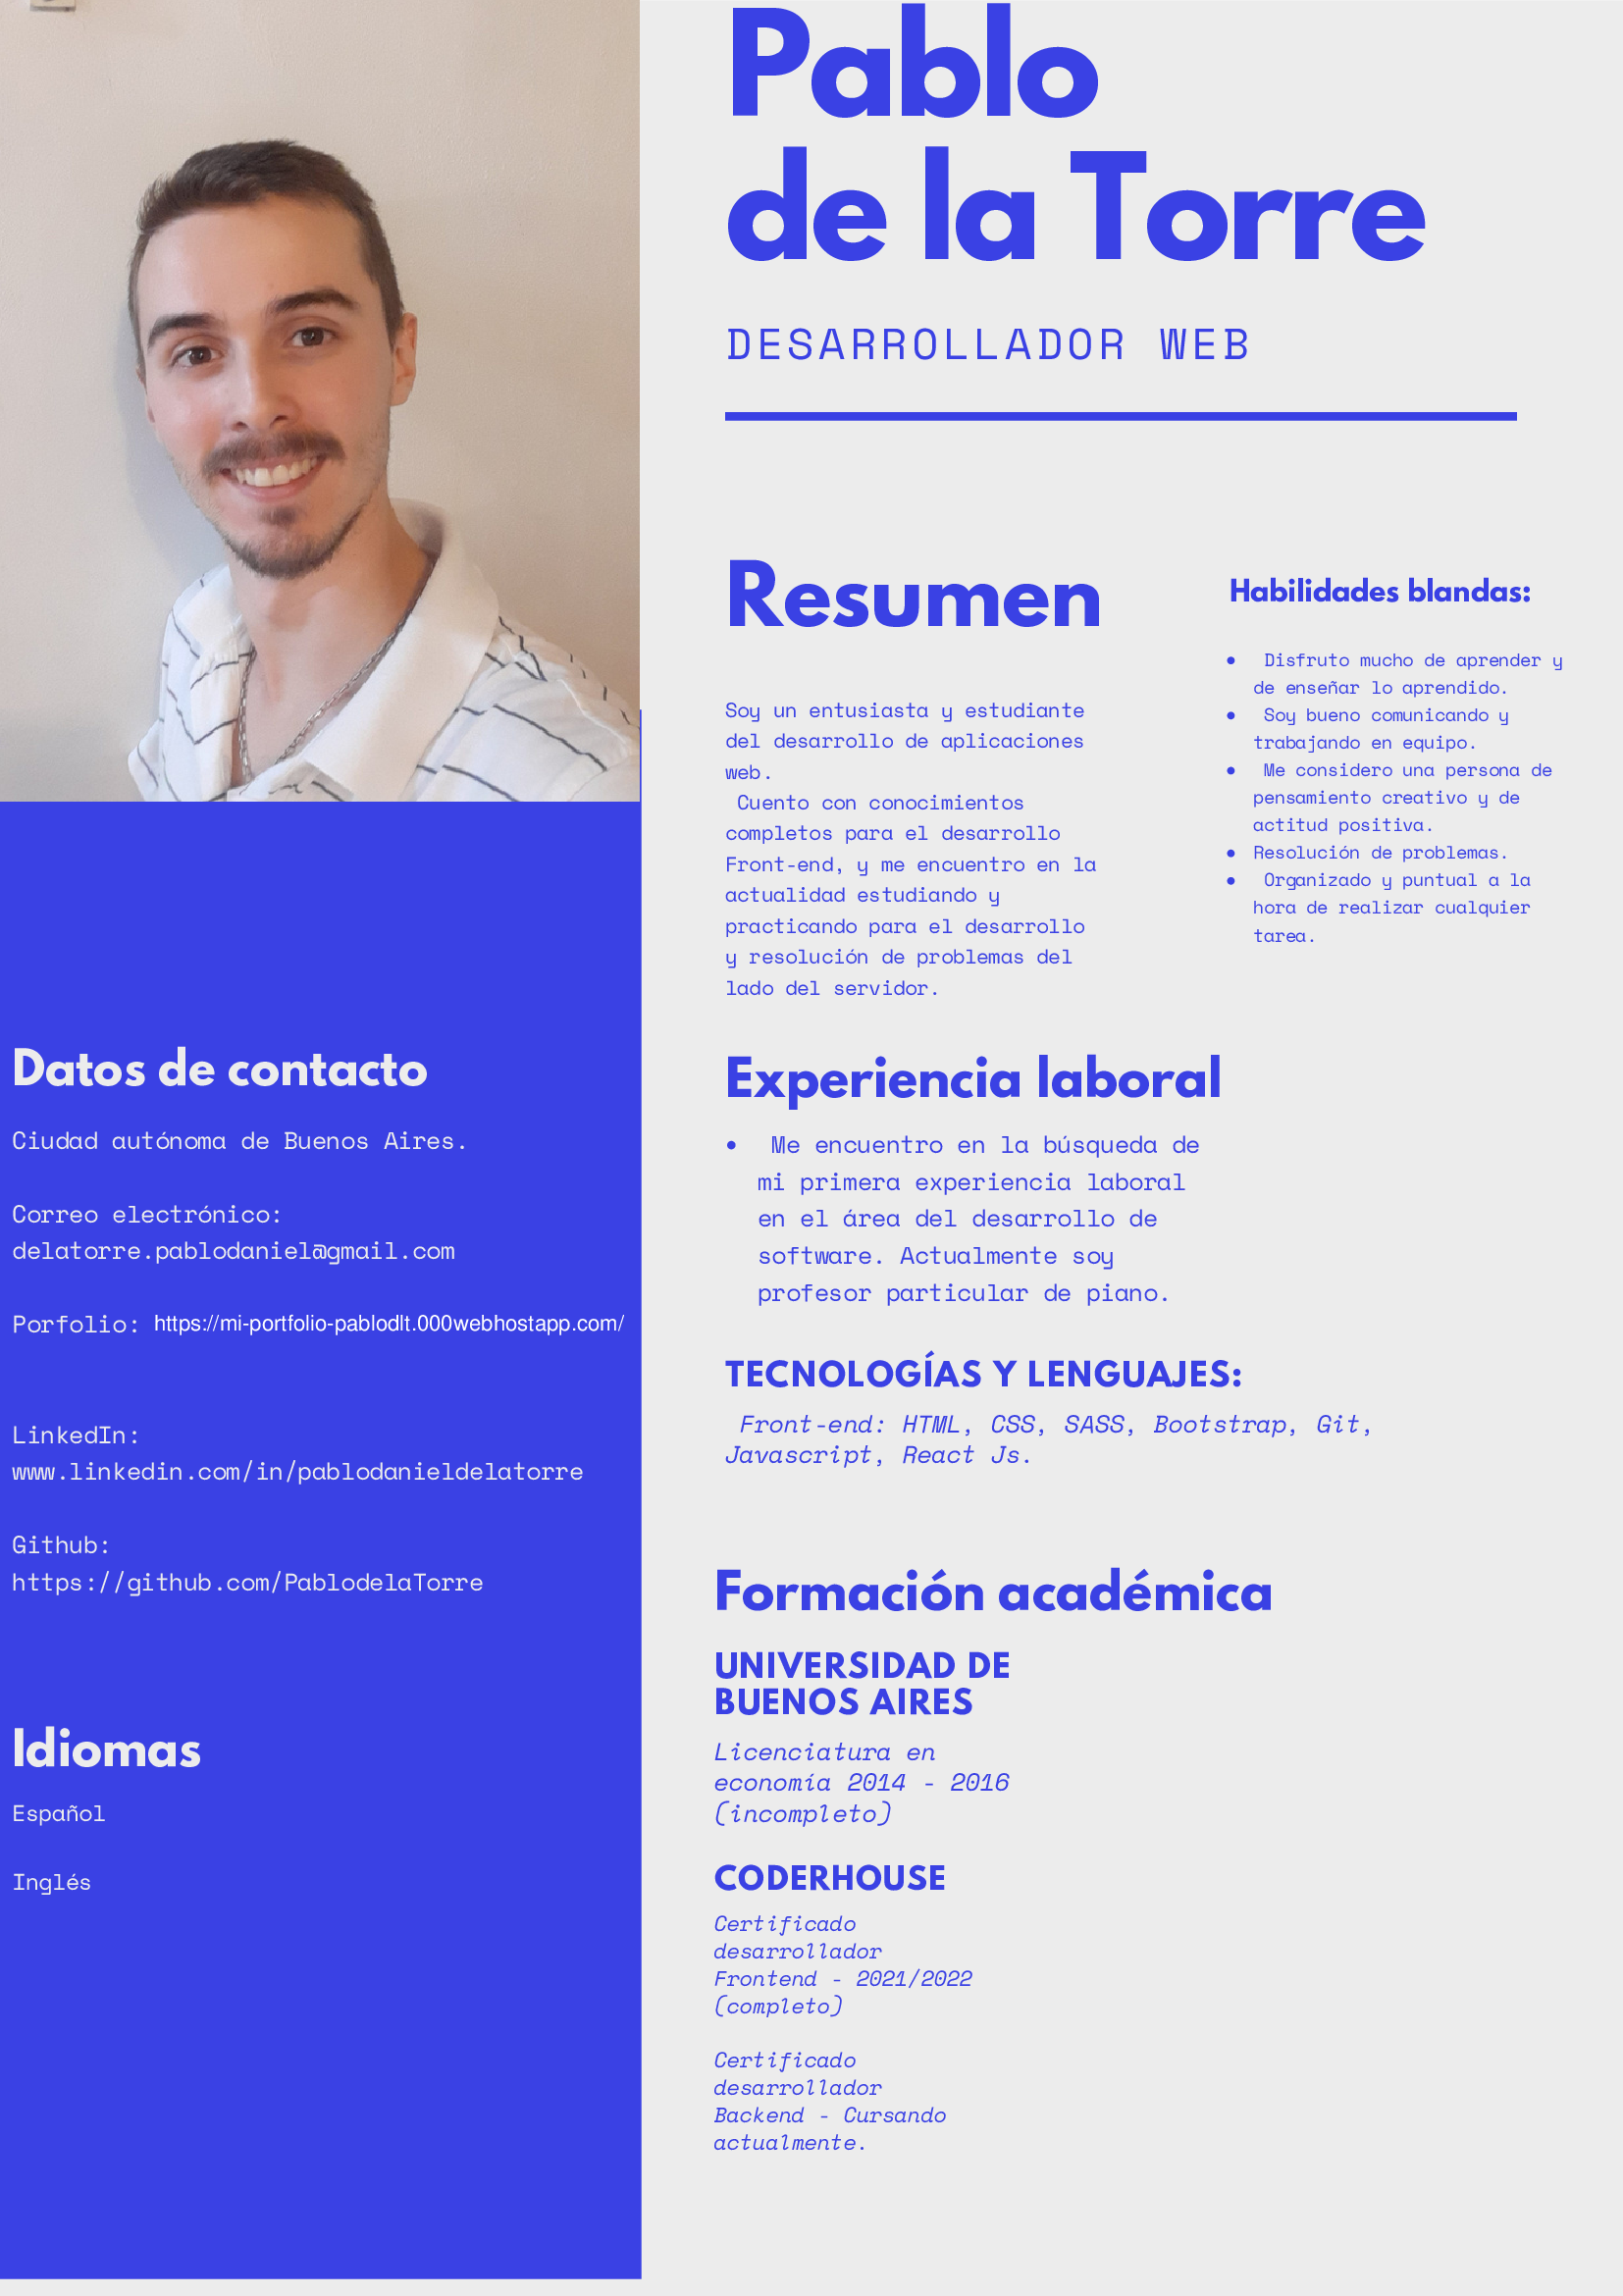 Pablo
de la Torre
DESARROLLADOR WEB
Resumen
Soy un entusiasta y estudiante
del desarrollo de aplicaciones
web.
Cuento con conocimientos
completos para el desarrollo
Front-end, y me encuentro en la
actualidad estudiando y
practicando para el desarrollo
y resolución de problemas del
lado del servidor.
Habilidades blandas:
• Disfruto mucho de aprender y
de enseñar lo aprendido.
• Soy bueno comunicando y
trabajando en equipo.
• Me considero una persona de
pensamiento creativo y de
actitud positiva.
• Resolución de problemas.
• Organizado y puntual a la
hora de realizar cualquier
tarea.
Experiencia laboral
• Me encuentro en la búsqueda de
mi primera experiencia laboral
en el área del desarrollo de
software. Actualmente soy
profesor particular de piano.
TECNOLOGÍAS Y LENGUAJES:
Front-end: HTML, CSS, SASS, Bootstrap, Git,
Javascript, React Js.
Formación académica
UNIVERSIDAD DE
BUENOS AIRES
Licenciatura en
economía 2014 - 2016
(incompleto)
CODERHOUSE
Certificado
desarrollador
Frontend - 2021/2022
(completo)
Certificado
desarrollador
Backend - Cursando
actualmente.
Datos de contacto
Ciudad autónoma de Buenos Aires.
Correo electrónico:
delatorre.pablodaniel@gmail.com
Porfolio: https://mi-portfolio-pablodlt.000webhostapp.com/
LinkedIn:
www.linkedin.com/in/pablodanieldelatorre
Github:
https://github.com/PablodelaTorre
Idiomas
Español
Inglés